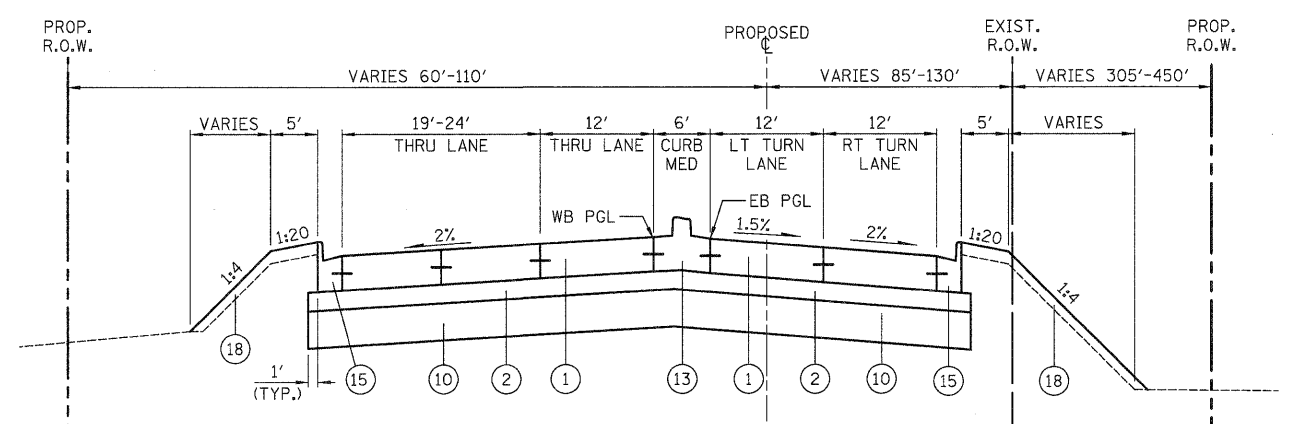 PROP.
R.O.W.
PROPOSED
℄
EXIST.
R.O.W.
PROP.
R.O.W.
VARIES 60'-110'
VARIES 85'-130'
VARIES 305'-450'
VARIES
5'
19'-24'
THRU LANE
12'
THRU LANE
6'
CURB
MED
12'
LT TURN
LANE
12'
RT TURN
LANE
5'
VARIES
WB PGL
EB PGL
1:20
2%
1.5%
2%
1:20
1:4
1:4
18
1'
(TYP.)
15
10
2
1
13
1
2
10
15
18